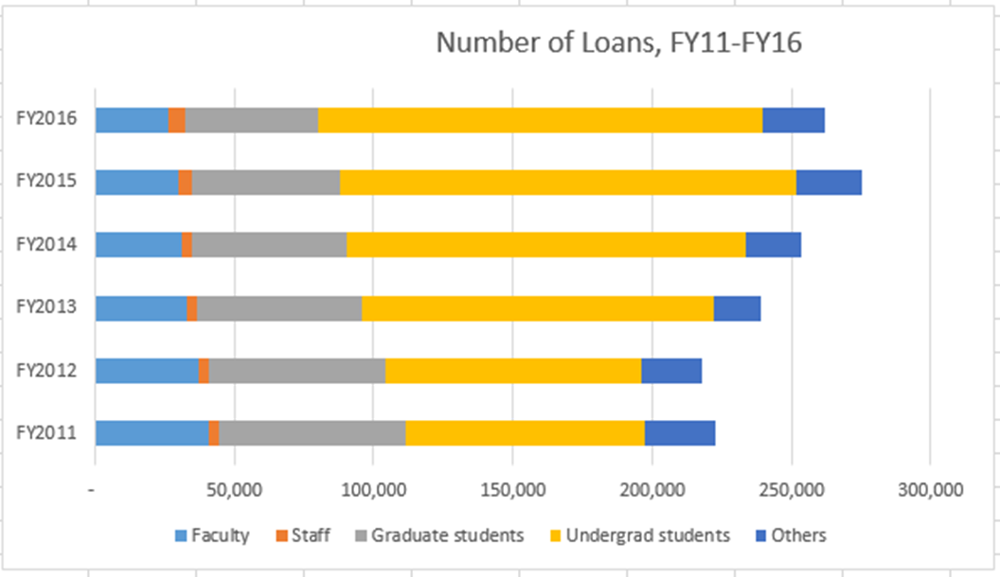 Number of Loans, FY11-FY16
FY2016
FY2015
FY2014
FY2013
FY2012
FY2011
- 50,000 100,000 150,000 200,000 250,000 300,000
Faculty Staff Graduate students Undergrad students Others